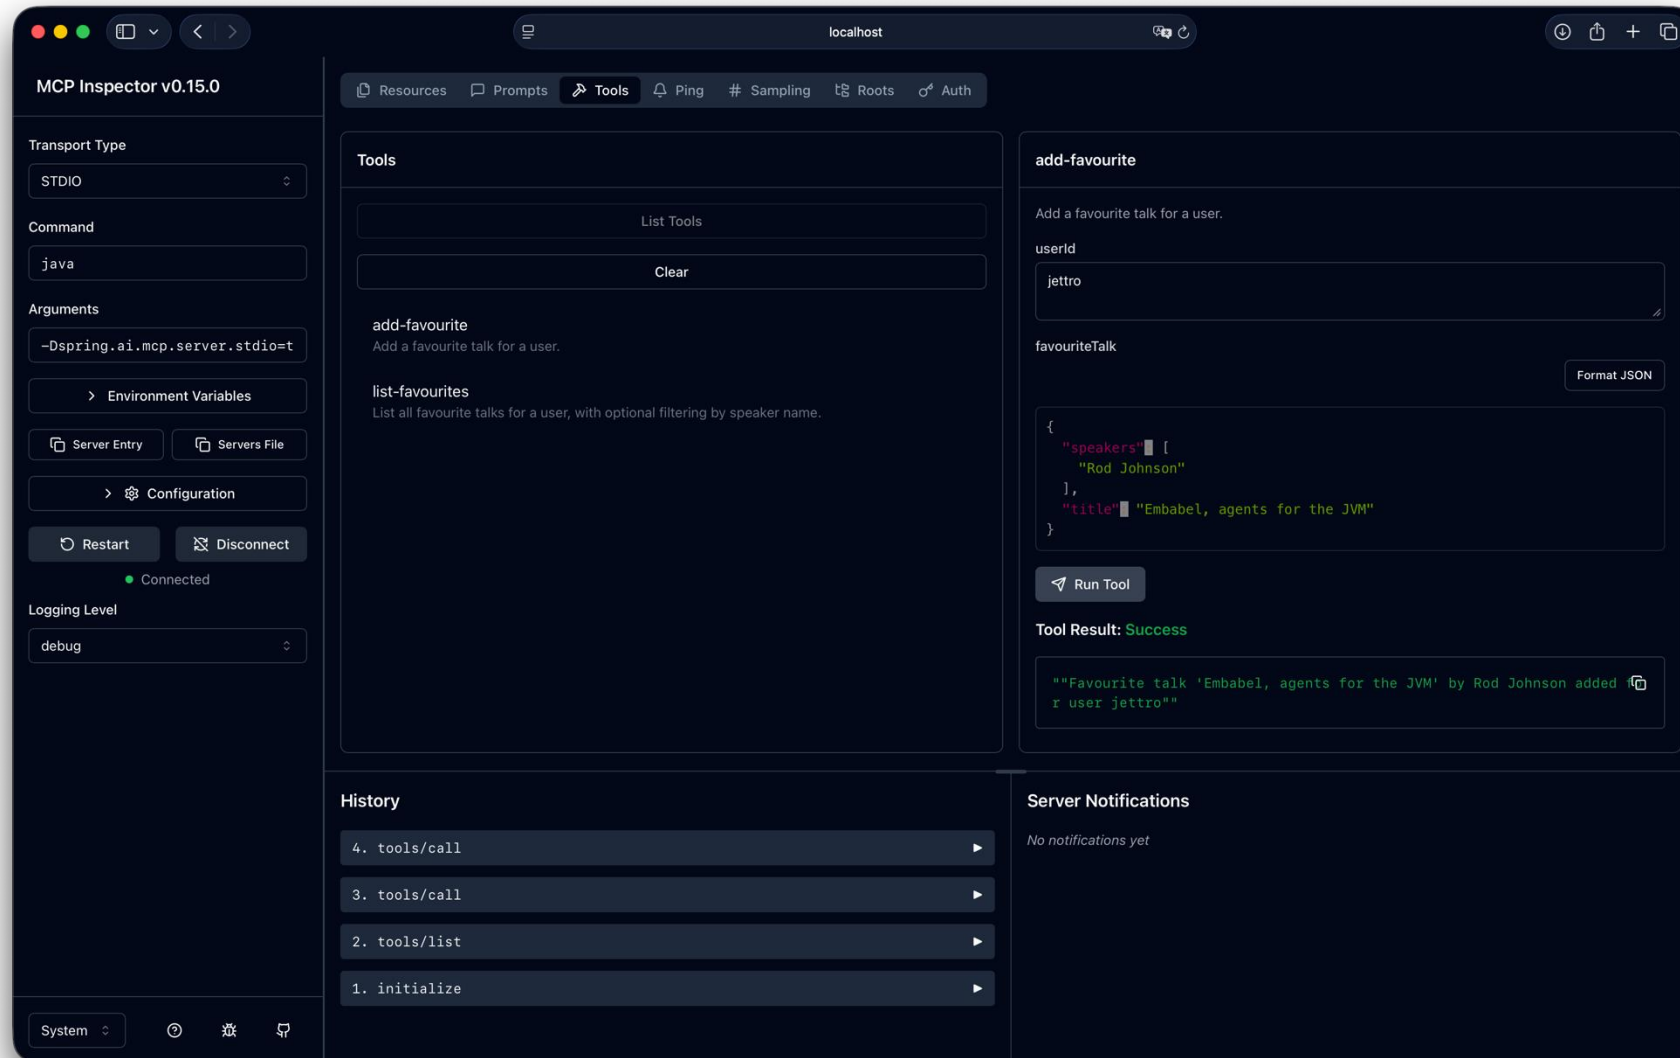 localhost
MCP Inspector v0.15.0
Transport Type
STDIO
Command
java
Arguments
-Dspring.ai.mcp.server.stdio=t
Environment Variables
Server Entry
Servers File
Configuration
Restart
Disconnect
Connected
Logging Level
debug
System
Resources
Prompts
Tools
Ping
Sampling
Roots
Auth
Tools
List Tools
Clear
add-favourite
Add a favourite talk for a user.
list-favourites
List all favourite talks for a user, with optional filtering by speaker name.
add-favourite
Add a favourite talk for a user.
userId
jettro
favouriteTalk
Format JSON
{
"speakers" [
"Rod Johnson"
],
"title" "Embabel, agents for the JVM"
}
Run Tool
Tool Result: Success
""Favourite talk 'Embabel, agents for the JVM' by Rod Johnson added fo
r user jettro""
History
4. tools/call
3. tools/call
2. tools/list
1. initialize
Server Notifications
No notifications yet